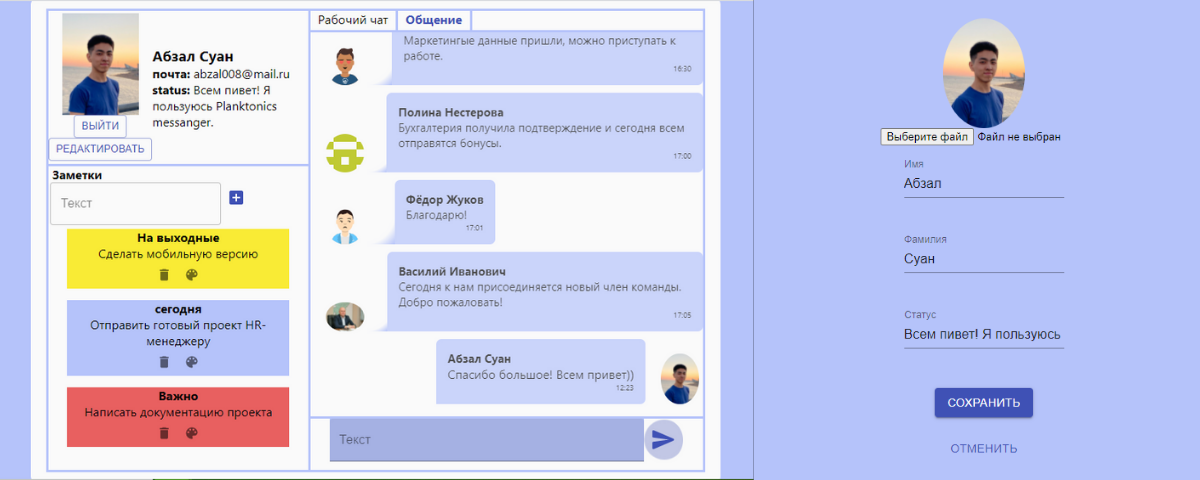 Абзал Суан
почта: abzal008@mail.ru
status: Всем пивет! Я
пользуюсь Planktonics
messanger.
ВЫЙТИ
РЕДАКТИРОВАТЬ
Заметки
Текст
На выходные
Сделать мобильную версию
сегодня
Отправить готовый проект HR-
менеджеру
Важно
Написать документацию проекта
Рабочий чат
Общение
Маркетингые данные пришли, можно приступать к
работе.
16:30
Полина Нестерова
Бухгалтерия получила подтверждение и сегодня всем
отправятся бонусы.
17:00
Фёдор Жуков
Благодарю!
17:01
Василий Иванович
Сегодня к нам присоединяется новый член команды.
Добро пожаловать!
17:05
Абзал Суан
Спасибо большое! Всем привет))
12:23
Текст
Выберите файл Файл не выбран
Имя
Абзал
Фамилия
Суан
Статус
Всем пивет! Я пользуюсь
СОХРАНИТЬ
ОТМЕНИТЬ